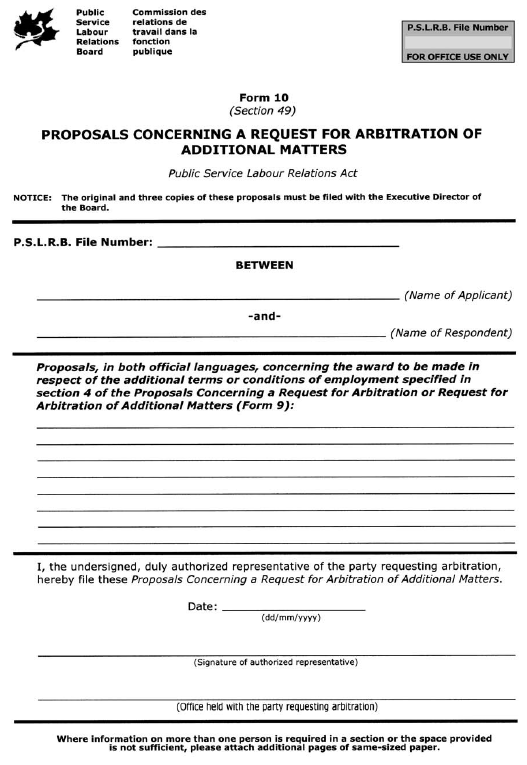 Public
Service
Labour
Relations
Board
Commission des
relations de
travail dans la
fonction
publique
P.S.L.R.B. File Number
FOR OFFICE USE ONLY
Form 10
(Section 49)
PROPOSALS CONCERNING A REQUEST FOR ARBITRATION OF
ADDITIONAL MATTERS
Public Service Labour Relations Act
NOTICE: The original and three copies of these proposals must be filed with the Executive Director of
the Board.
P.S.L.R.B. File Number:
BETWEEN
(Name of Applicant)
-and-
(Name of Respondent)
Proposals, in both official languages, concerning the award to be made in
respect of the additional terms or conditions of employment specified in
section 4 of the Proposals Concerning a Request for Arbitration or Request for
Arbitration of Additional Matters (Form 9):
I, the undersigned, duly authorized representative of the party requesting arbitration,
hereby file these Proposals Concerning a Request for Arbitration of Additional Matters.
Date:
(dd/mm/yyyy)
(Signature of authorized representative)
(Office held with the party requesting arbitration)
Where information on more than one person is required in a section or the space provided
is not sufficient, please attach additional pages of same-sized paper.